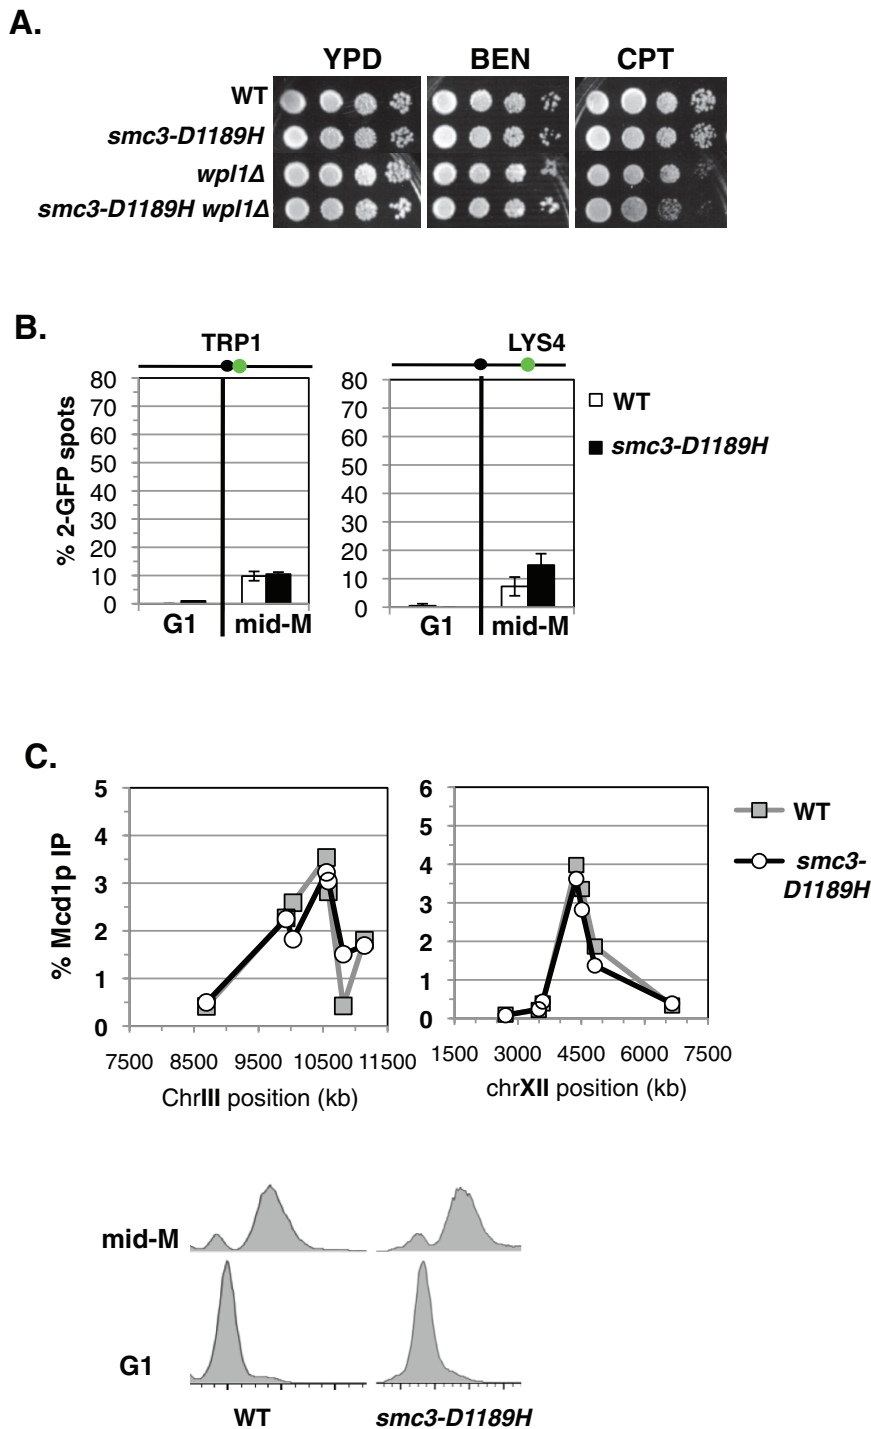 A.
YPD BEN CPT
WT
smc3-D1189H
wpl1Δ
smc3-D1189H wpl1Δ
B.
TRP1
LYS4
% 2-GFP spots
80
70
60
50
40
30
20
10
0
G1 mid-M
80
70
60
50
40
30
20
10
0
G1 mid-M
WT
smc3-D1189H
C.
% Mcd1p IP
5
4
3
2
1
0
7500 8500 9500 10500 11500
ChrIII position (kb)
6
5
4
3
2
1
0
1500 3000 4500 6000 7500
chrXII position (kb)
WT
smc3-
D1189H
mid-M
G1
WT smc3-D1189H